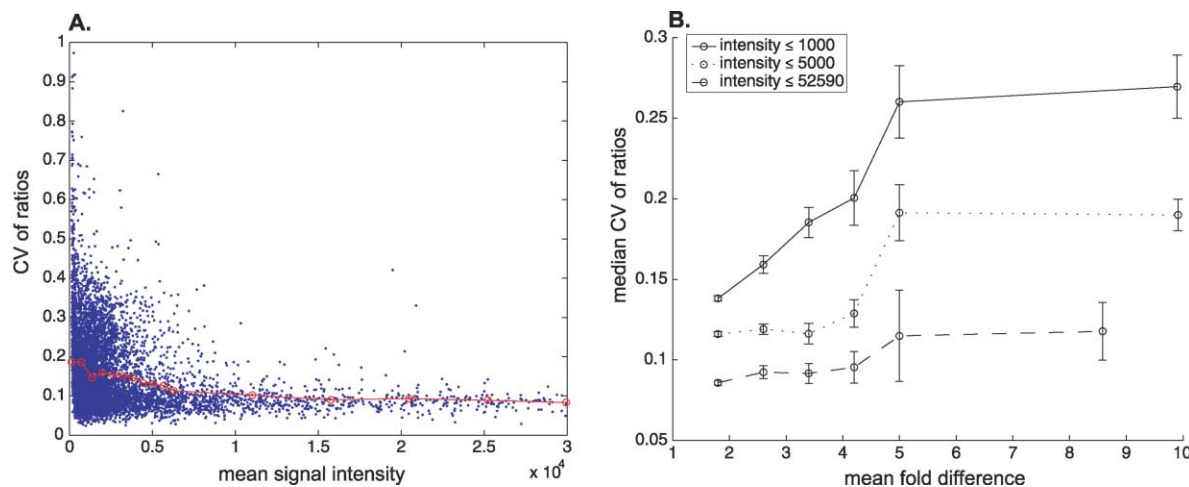 A.
1
0.9
0.8
0.7
0.6
0.5
0.4
0.3
0.2
0.1
0
CV of ratios
0 0.5 1 1.5 2 2.5 3
x 10⁴
mean signal intensity
B.
0.3
0.25
0.2
0.15
0.1
0.05
median CV of ratios
intensity ≤ 1000
intensity ≤ 5000
intensity ≤ 52590
1 2 3 4 5 6 7 8 9 10
mean fold difference